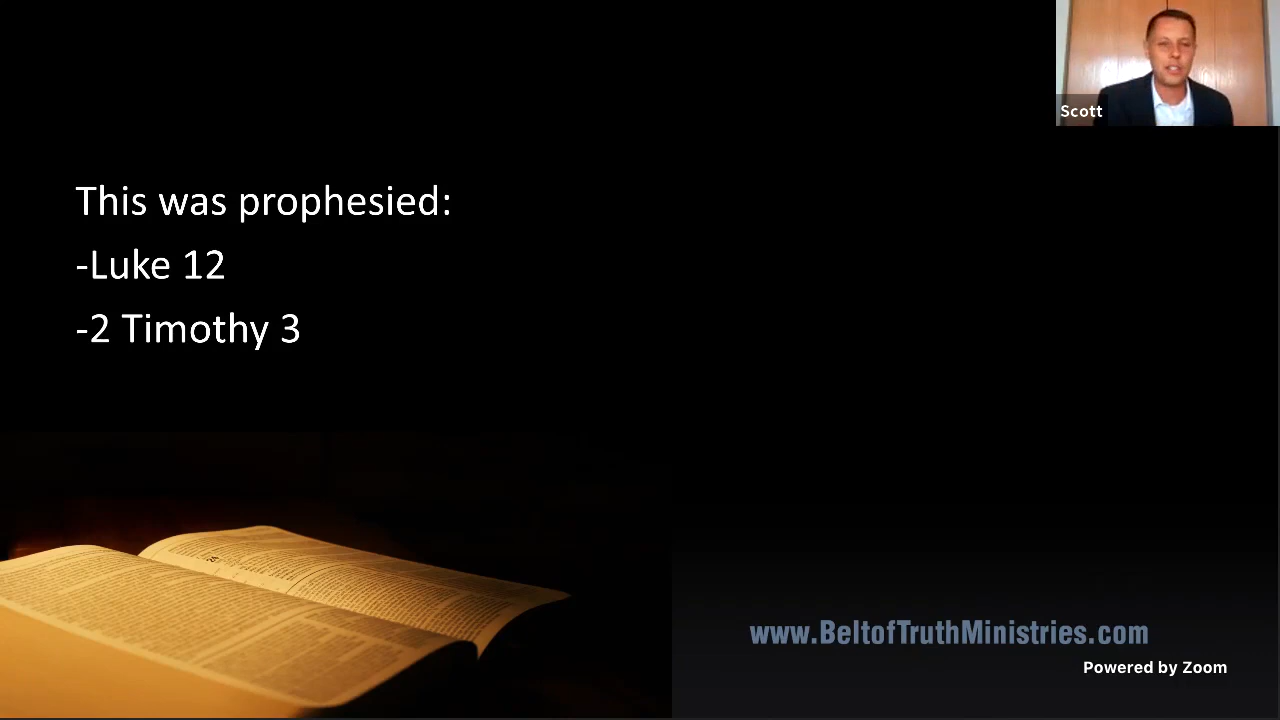 Scott
This was prophesied:
-Luke 12
-2 Timothy 3
www.BeltofTruthMinistries.com
Powered by Zoom